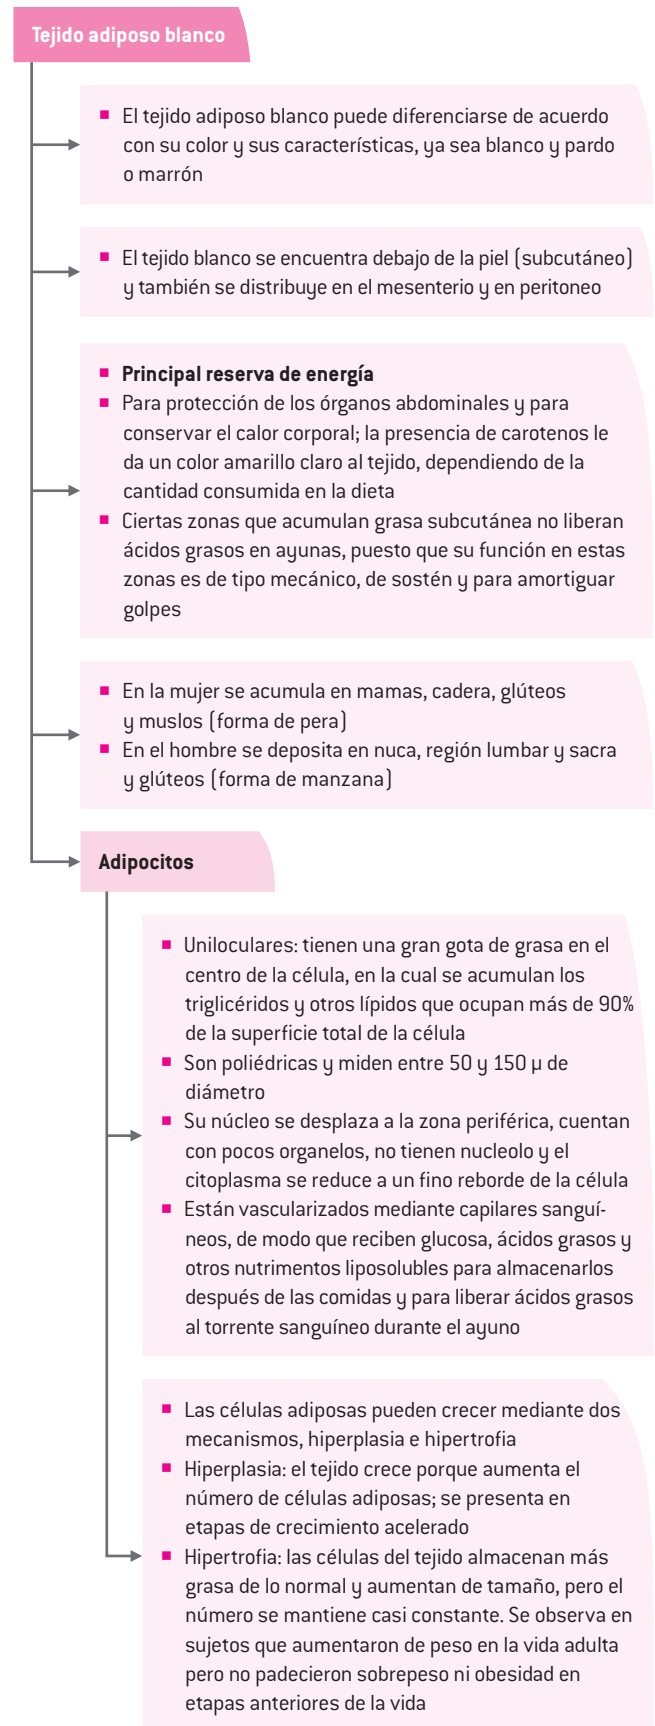 Tejido adiposo blanco
▪ El tejido adiposo blanco puede diferenciarse de acuerdo
con su color y sus características, ya sea blanco y pardo
o marrón
▪ El tejido blanco se encuentra debajo de la piel (subcutáneo)
y también se distribuye en el mesenterio y en peritoneo
▪ Principal reserva de energía
▪ Para protección de los órganos abdominales y para
conservar el calor corporal; la presencia de carotenos le
da un color amarillo claro al tejido, dependiendo de la
cantidad consumida en la dieta
▪ Ciertas zonas que acumulan grasa subcutánea no liberan
ácidos grasos en ayunas, puesto que su función en estas
zonas es de tipo mecánico, de sostén y para amortiguar
golpes
▪ En la mujer se acumula en mamas, cadera, glúteos
y muslos (forma de pera)
▪ En el hombre se deposita en nuca, región lumbar y sacra
y glúteos (forma de manzana)
Adipocitos
▪ Uniloculares: tienen una gran gota de grasa en el
centro de la célula, en la cual se acumulan los
triglicéridos y otros lípidos que ocupan más de 90%
de la superficie total de la célula
▪ Son poliédricas y miden entre 50 y 150 µ de
diámetro
▪ Su núcleo se desplaza a la zona periférica, cuentan
con pocos organelos, no tienen nucleolo y el
citoplasma se reduce a un fino reborde de la célula
▪ Están vascularizados mediante capilares sanguí-
neos, de modo que reciben glucosa, ácidos grasos y
otros nutrimentos liposolubles para almacenarlos
después de las comidas y para liberar ácidos grasos
al torrente sanguíneo durante el ayuno
▪ Las células adiposas pueden crecer mediante dos
mecanismos, hiperplasia e hipertrofia
▪ Hiperplasia: el tejido crece porque aumenta el
número de células adiposas; se presenta en
etapas de crecimiento acelerado
▪ Hipertrofia: las células del tejido almacenan más
grasa de lo normal y aumentan de tamaño, pero el
número se mantiene casi constante. Se observa en
sujetos que aumentaron de peso en la vida adulta
pero no padecieron sobrepeso ni obesidad en
etapas anteriores de la vida